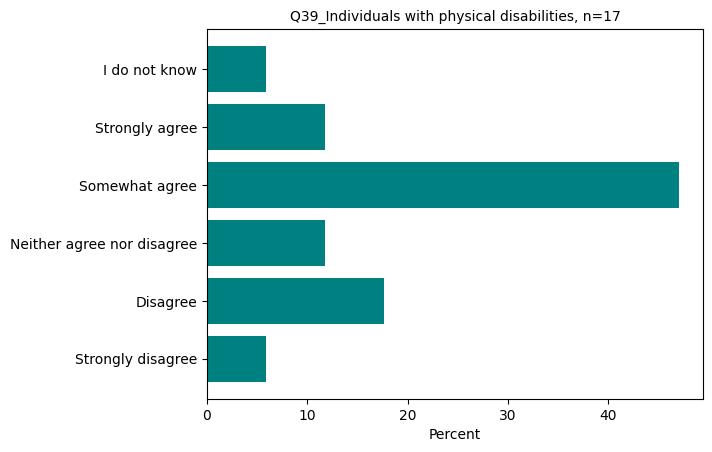 Q39_Individuals with physical disabilities, n=17
I do not know
Strongly agree
Somewhat agree
Neither agree nor disagree
Disagree
Strongly disagree
0 10 20 30 40
Percent